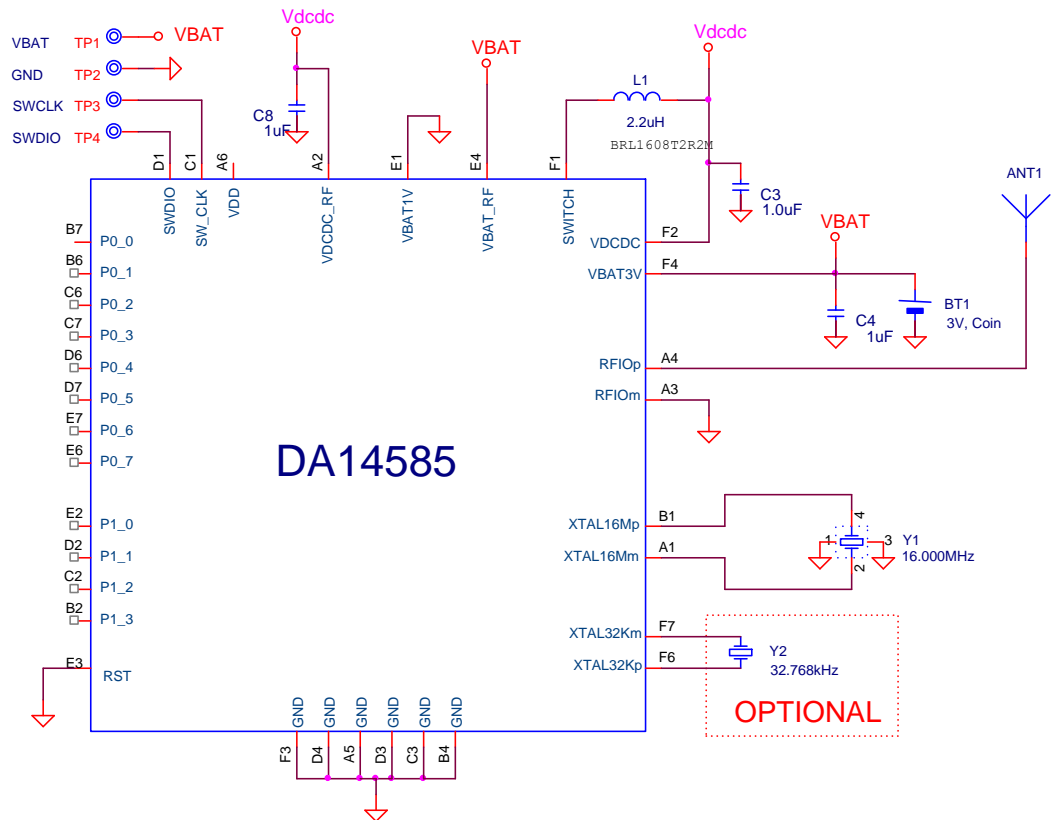 VBAT TP1 VBAT
GND TP2
SWCLK TP3
SWDIO TP4
Vdcdc
C8
1uF
VBAT
Vdcdc
L1
2.2uH
BRL1608T2R2M
C3
1.0uF
ANT1
D1 C1 A6 A2 E1 E4 F1
SWDIO SW_CLK VDD VDCDC_RF VBAT1V VBAT_RF SWITCH
B7 P0_0
B6 P0_1
C6 P0_2
C7 P0_3
D6 P0_4
D7 P0_5
E7 P0_6
E6 P0_7
E2 P1_0
D2 P1_1
C2 P1_2
B2 P1_3
E3 RST
DA14585
VDCDC F2
VBAT3V F4
VBAT
C4
1uF
BT1
3V, Coin
RFIOp A4
RFIOm A3
XTAL16Mp B1
XTAL16Mm A1
4
1 3
2
Y1
16.000MHz
XTAL32Km F7
XTAL32Kp F6
Y2
32.768kHz
OPTIONAL
GND GND GND GND GND GND
F3 D4 A5 D3 C3 B4